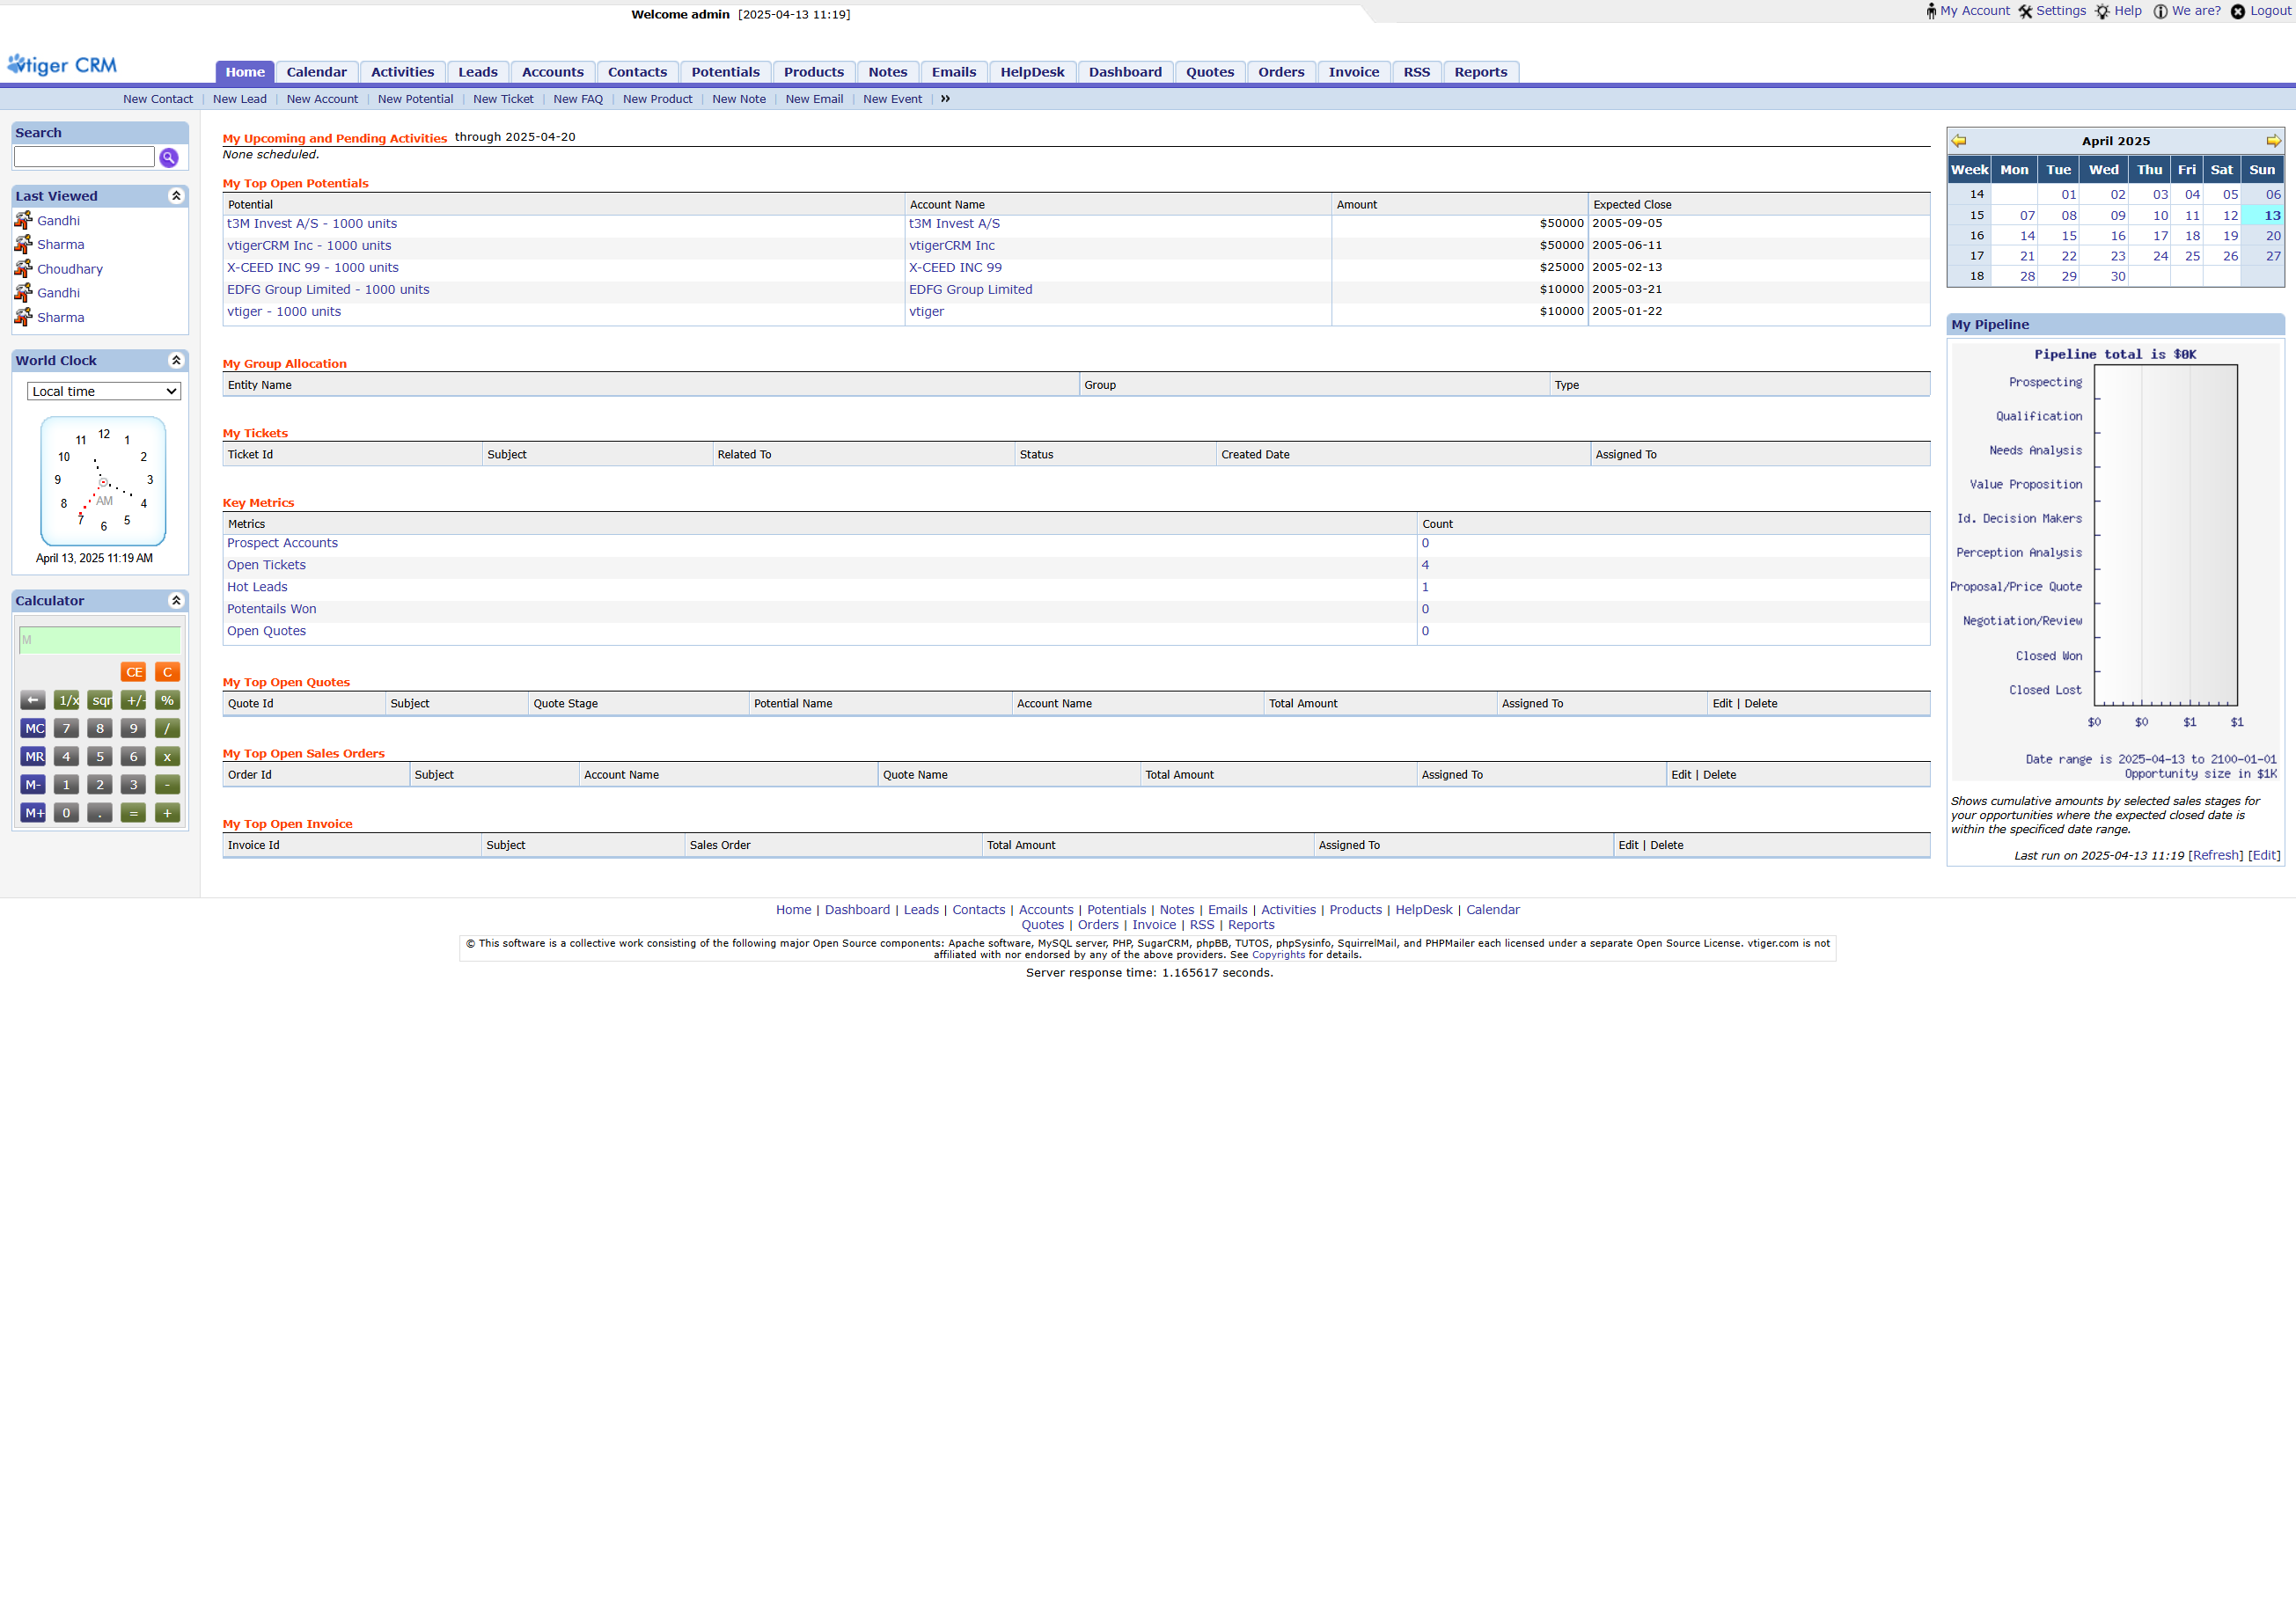 Welcome admin [2025-04-13 11:19]
My Account Settings Help We are? Logout
vtiger CRM
Home Calendar Activities Leads Accounts Contacts Potentials Products Notes Emails HelpDesk Dashboard Quotes Orders Invoice RSS Reports
New Contact | New Lead | New Account | New Potential | New Ticket | New FAQ | New Product | New Note | New Email | New Event | »
Search
Last Viewed
Gandhi
Sharma
Choudhary
Gandhi
Sharma
World Clock
Local time
12
11 1
10 2
9 3
AM
8 4
7 5
6
April 13, 2025 11:19 AM
Calculator
M
CE C
← 1/x sqr +/- %
MC 7 8 9 /
MR 4 5 6 x
M- 1 2 3 -
M+ 0 . = +
My Upcoming and Pending Activities through 2025-04-20
None scheduled.
My Top Open Potentials
Potential Account Name Amount Expected Close
t3M Invest A/S - 1000 units t3M Invest A/S $50000 2005-09-05
vtigerCRM Inc - 1000 units vtigerCRM Inc $50000 2005-06-11
X-CEED INC 99 - 1000 units X-CEED INC 99 $25000 2005-02-13
EDFG Group Limited - 1000 units EDFG Group Limited $10000 2005-03-21
vtiger - 1000 units vtiger $10000 2005-01-22
My Group Allocation
Entity Name Group Type
My Tickets
Ticket Id Subject Related To Status Created Date Assigned To
Key Metrics
Metrics Count
Prospect Accounts 0
Open Tickets 4
Hot Leads 1
Potentails Won 0
Open Quotes 0
My Top Open Quotes
Quote Id Subject Quote Stage Potential Name Account Name Total Amount Assigned To Edit | Delete
My Top Open Sales Orders
Order Id Subject Account Name Quote Name Total Amount Assigned To Edit | Delete
My Top Open Invoice
Invoice Id Subject Sales Order Total Amount Assigned To Edit | Delete
April 2025
Week Mon Tue Wed Thu Fri Sat Sun
14 01 02 03 04 05 06
15 07 08 09 10 11 12 13
16 14 15 16 17 18 19 20
17 21 22 23 24 25 26 27
18 28 29 30
My Pipeline
Pipeline total is $0K
Prospecting
Qualification
Needs Analysis
Value Proposition
Id. Decision Makers
Perception Analysis
Proposal/Price Quote
Negotiation/Review
Closed Won
Closed Lost
$0 $0 $1 $1
Date range is 2025-04-13 to 2100-01-01
Opportunity size in $1K
Shows cumulative amounts by selected sales stages for
your opportunities where the expected closed date is
within the specificed date range.
Last run on 2025-04-13 11:19 [Refresh] [Edit]
Home | Dashboard | Leads | Contacts | Accounts | Potentials | Notes | Emails | Activities | Products | HelpDesk | Calendar
Quotes | Orders | Invoice | RSS | Reports
© This software is a collective work consisting of the following major Open Source components: Apache software, MySQL server, PHP, SugarCRM, phpBB, TUTOS, phpSysinfo, SquirrelMail, and PHPMailer each licensed under a separate Open Source License. vtiger.com is not
affiliated with nor endorsed by any of the above providers. See Copyrights for details.
Server response time: 1.165617 seconds.